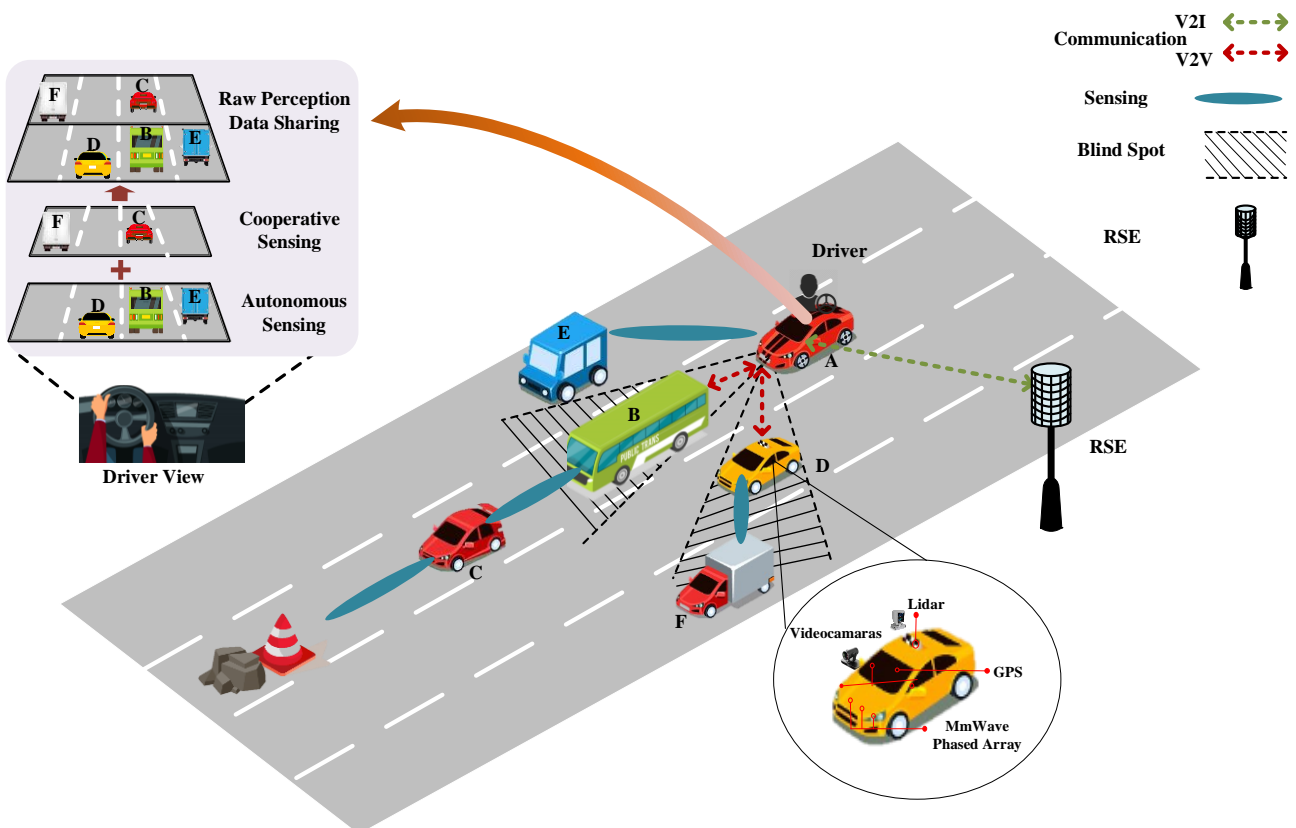 V2I
Communication
V2V
Sensing
Blind Spot
RSE
F
C
Raw Perception
Data Sharing
D
B
E
F
C
Cooperative
Sensing
D
B
E
Autonomous
Sensing
Driver View
Driver
A
E
B
PUBLIC TRANS
D
C
F
RSE
Lidar
Videocamaras
GPS
MmWave
Phased Array